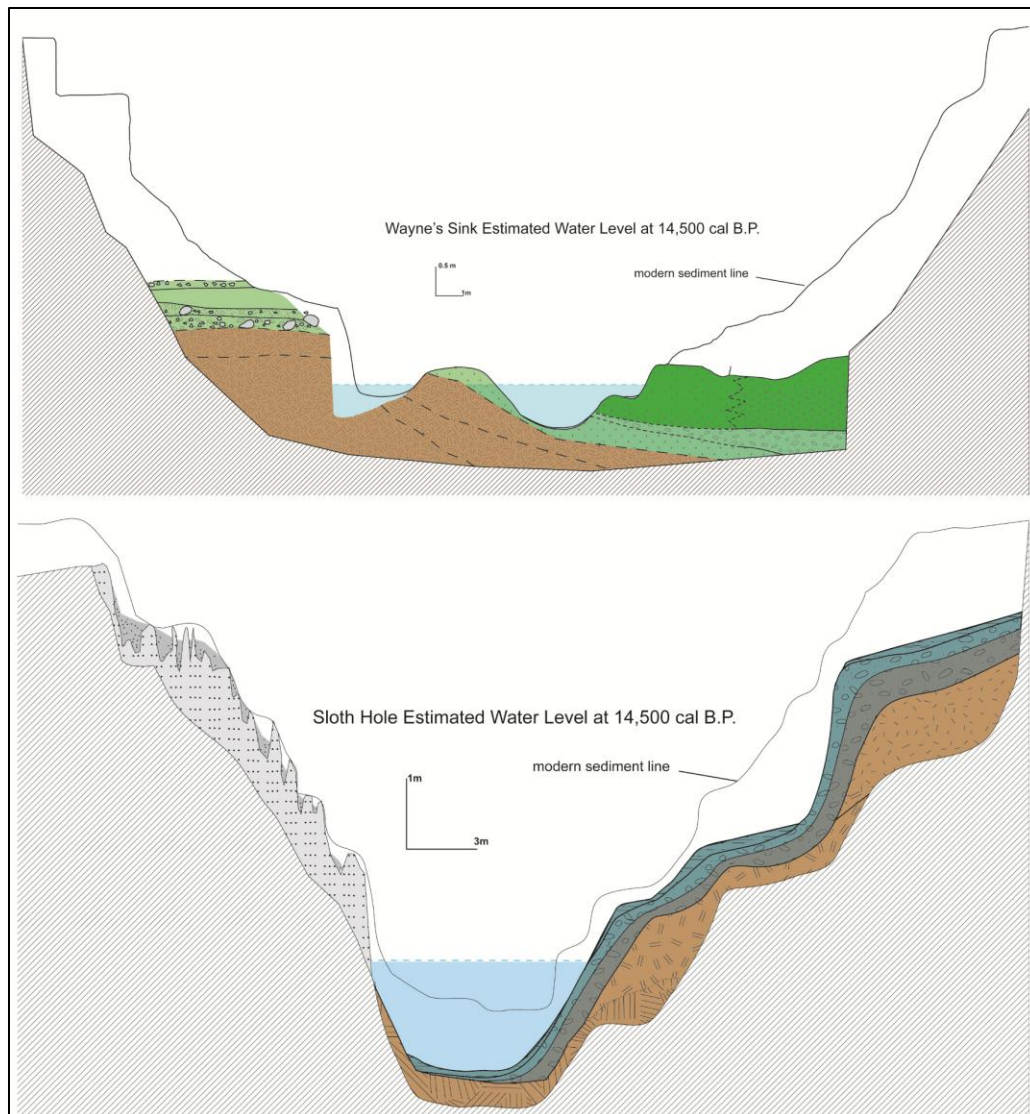 Wayne's Sink Estimated Water Level at 14,500 cal B.P.
0.5 m
1m
modern sediment line
Sloth Hole Estimated Water Level at 14,500 cal B.P.
modern sediment line
1m
3m